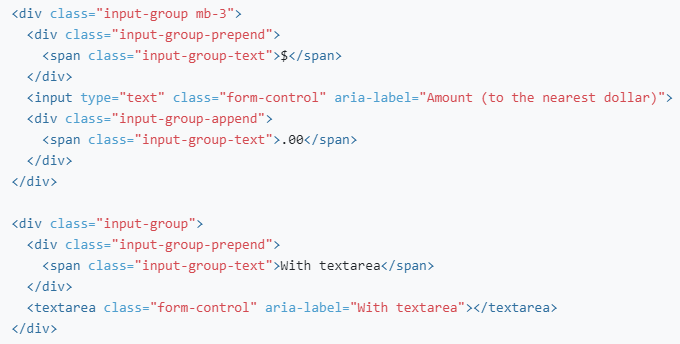 <div class="input-group mb-3">
  <div class="input-group-prepend">
    <span class="input-group-text">$</span>
  </div>
  <input type="text" class="form-control" aria-label="Amount (to the nearest dollar)">
  <div class="input-group-append">
    <span class="input-group-text">.00</span>
  </div>
</div>

<div class="input-group">
  <div class="input-group-prepend">
    <span class="input-group-text">With textarea</span>
  </div>
  <textarea class="form-control" aria-label="With textarea"></textarea>
</div>